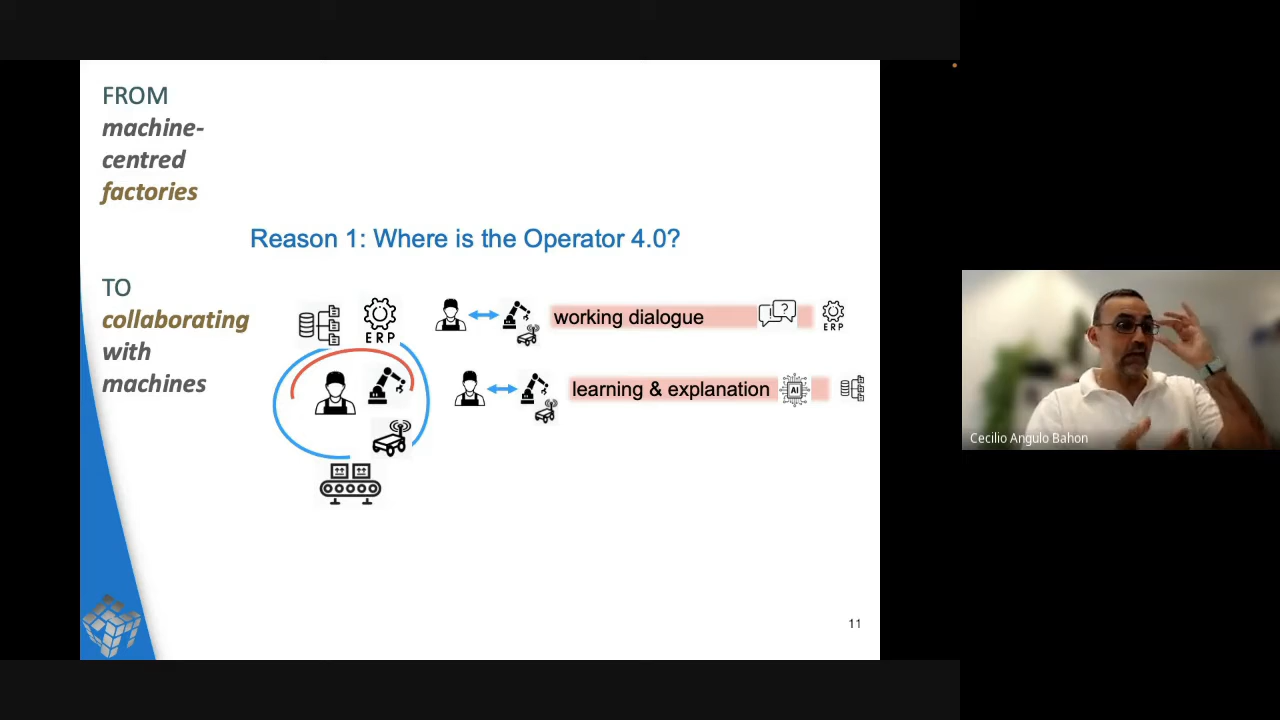 FROM
machine-
centred
factories
Reason 1: Where is the Operator 4.0?
TO
collaborating
with
machines
ERP
working dialogue
?
ERP
learning & explanation
AI
Cecilio Angulo Bahon
11